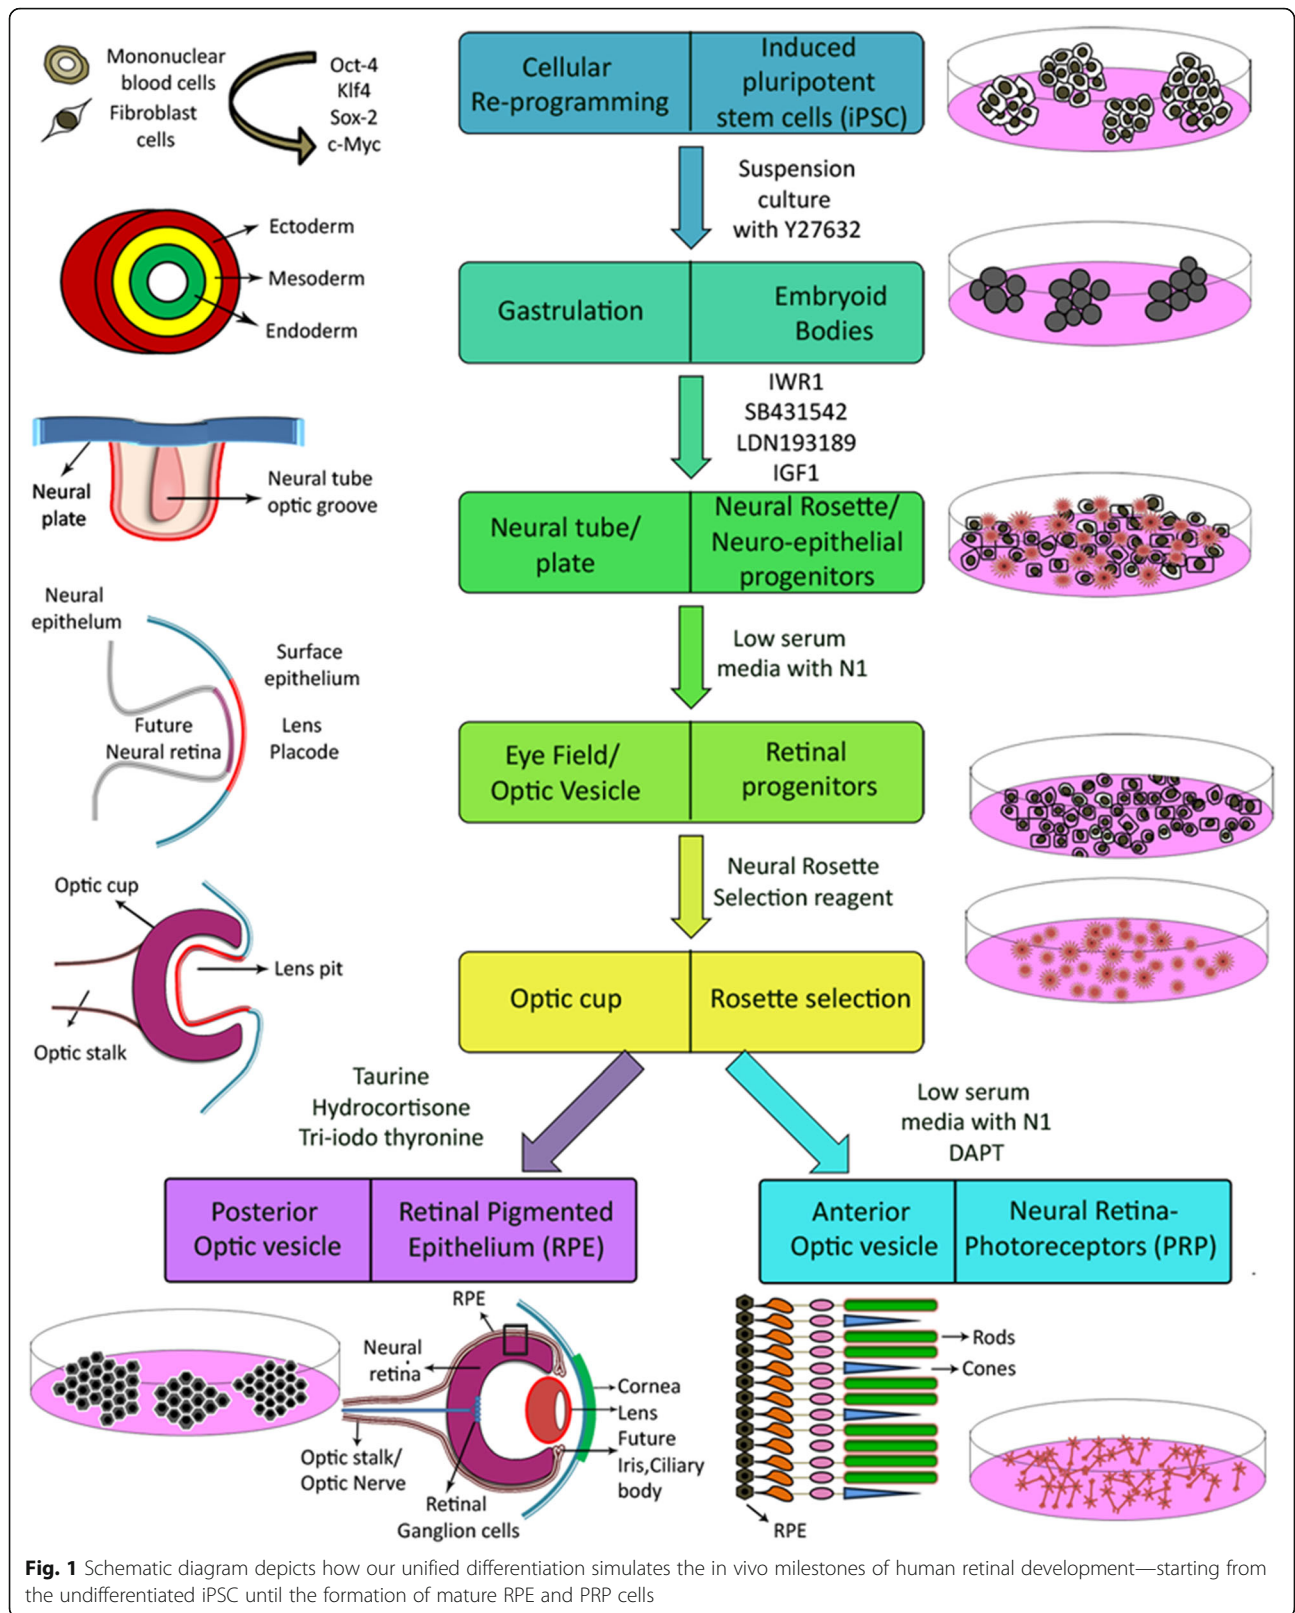 Mononuclear
blood cells
Fibroblast
cells
Oct-4
Klf4
Sox-2
c-Myc
Cellular
Re-programming
Induced
pluripotent
stem cells (iPSC)
Suspension
culture
with Y27632
Ectoderm
Mesoderm
Endoderm
Gastrulation
Embryoid
Bodies
IWR1
SB431542
LDN193189
IGF1
Neural
plate
Neural tube
optic groove
Neural tube/
plate
Neural Rosette/
Neuro-epithelial
progenitors
Low serum
media with N1
Neural
epithelum
Surface
epithelium
Future
Neural retina
Lens
Placode
Eye Field/
Optic Vesicle
Retinal
progenitors
Neural Rosette
Selection reagent
Optic cup
Lens pit
Optic stalk
Optic cup
Rosette selection
Taurine
Hydrocortisone
Tri-iodo thyronine
Low serum
media with N1
DAPT
Posterior
Optic vesicle
Retinal Pigmented
Epithelium (RPE)
Anterior
Optic vesicle
Neural Retina-
Photoreceptors (PRP)
RPE
Neural
retina
Cornea
Lens
Future
Iris,Ciliary
body
Optic stalk/
Optic Nerve
Retinal
Ganglion cells
Rods
Cones
RPE
Fig. 1 Schematic diagram depicts how our unified differentiation simulates the in vivo milestones of human retinal development—starting from
the undifferentiated iPSC until the formation of mature RPE and PRP cells